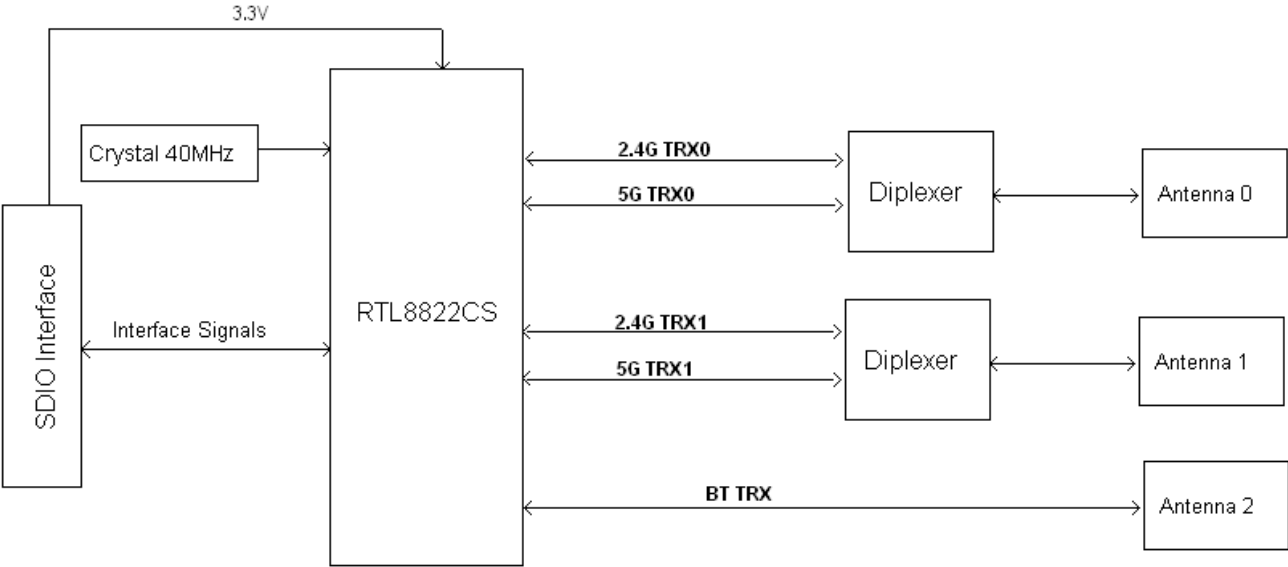 3.3V
Crystal 40MHz
2.4G TRX0
5G TRX0
Diplexer
Antenna 0
SDIO Interface
Interface Signals
RTL8822CS
2.4G TRX1
5G TRX1
Diplexer
Antenna 1
BT TRX
Antenna 2